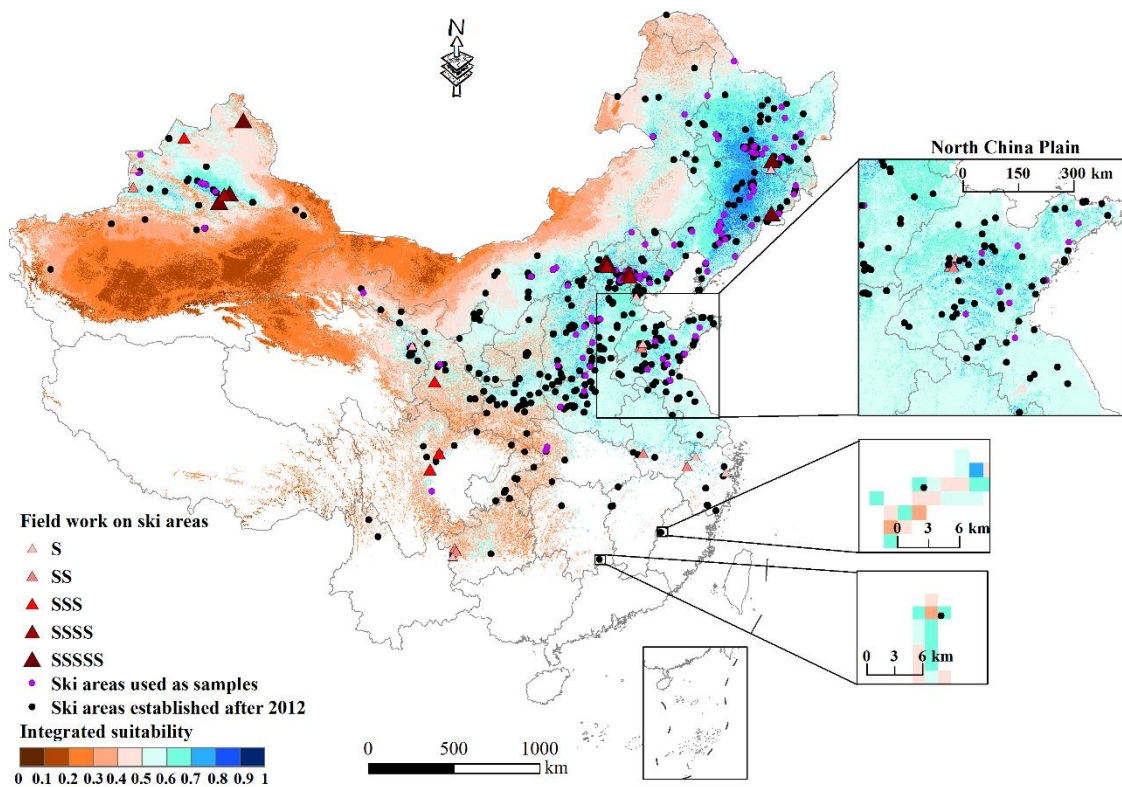 N
North China Plain
0 150 300 km
0 3 6 km
0 3 6 km
Field work on ski areas
S
SS
SSS
SSSS
SSSSS
Ski areas used as samples
Ski areas established after 2012
Integrated suitability
0 0.1 0.2 0.3 0.4 0.5 0.6 0.7 0.8 0.9 1
0 500 1000
km